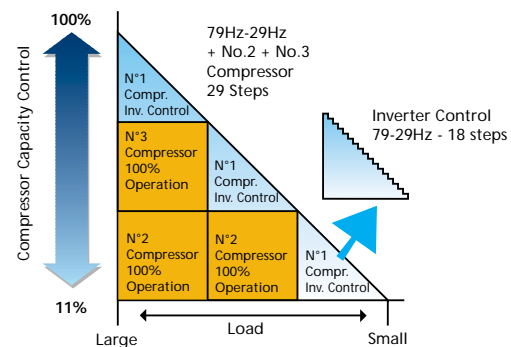 100%
Compressor Capacity Control
11%
79Hz-29Hz
+ No.2 + No.3
Compressor
29 Steps
N°1
Compr.
Inv. Control
N°3
Compressor
100%
Operation
N°1
Compr.
Inv. Control
N°2
Compressor
100%
Operation
N°2
Compressor
100%
Operation
N°1
Compr.
Inv. Control
Inverter Control
79-29Hz - 18 steps
Large
Load
Small